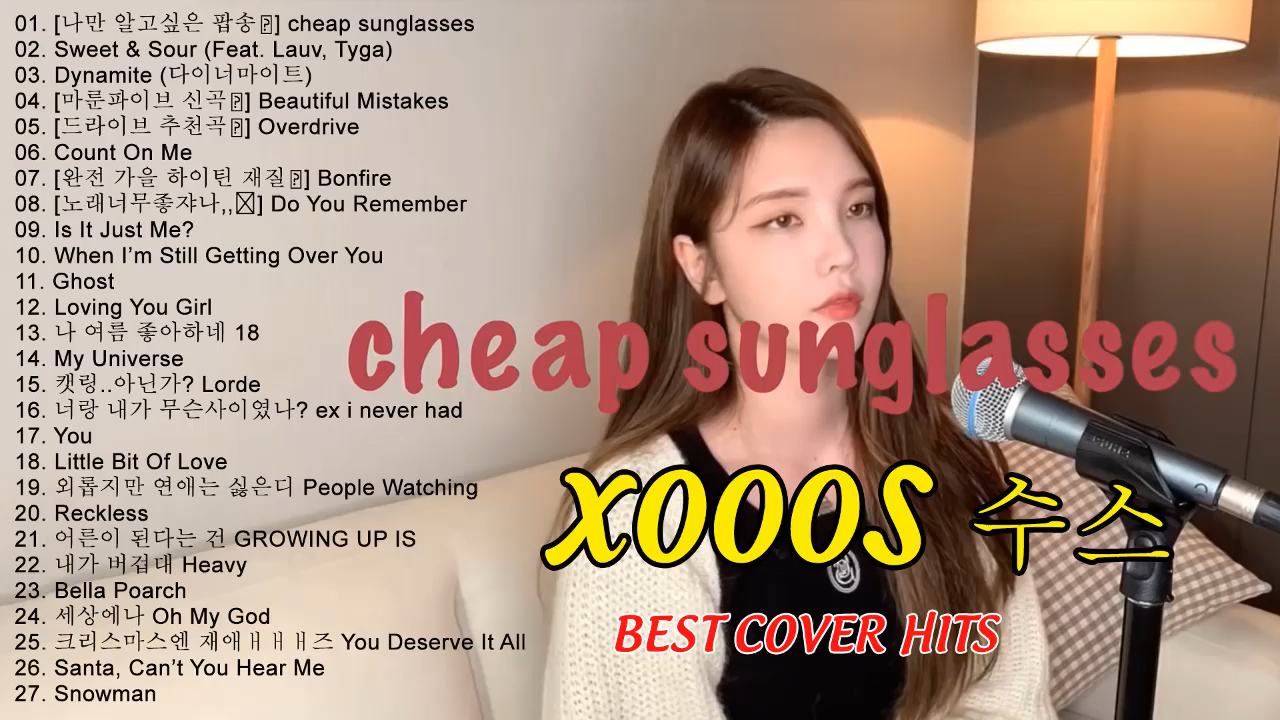 01. [나만 알고싶은 팝송] cheap sunglasses
02. Sweet & Sour (Feat. Lauv, Tyga)
03. Dynamite (다이너마이트)
04. [마룬파이브 신곡] Beautiful Mistakes
05. [드라이브 추천곡] Overdrive
06. Count On Me
07. [완전 가을 하이틴 재질] Bonfire
08. [노래너무좋쟈나,,] Do You Remember
09. Is It Just Me?
10. When I’m Still Getting Over You
11. Ghost
12. Loving You Girl
13. 나 여름 좋아하네 18
14. My Universe
15. 캣링..아닌가? Lorde
16. 너랑 내가 무슨사이였나? ex i never had
17. You
18. Little Bit Of Love
19. 외롭지만 연애는 싫은디 People Watching
20. Reckless
21. 어른이 된다는 건 GROWING UP IS
22. 내가 버겁대 Heavy
23. Bella Poarch
24. 세상에나 Oh My God
25. 크리스마스엔 재애ㅐㅐㅐ즈 You Deserve It All
26. Santa, Can’t You Hear Me
27. Snowman
cheap sunglasses
xooos 수스
BEST COVER HITS